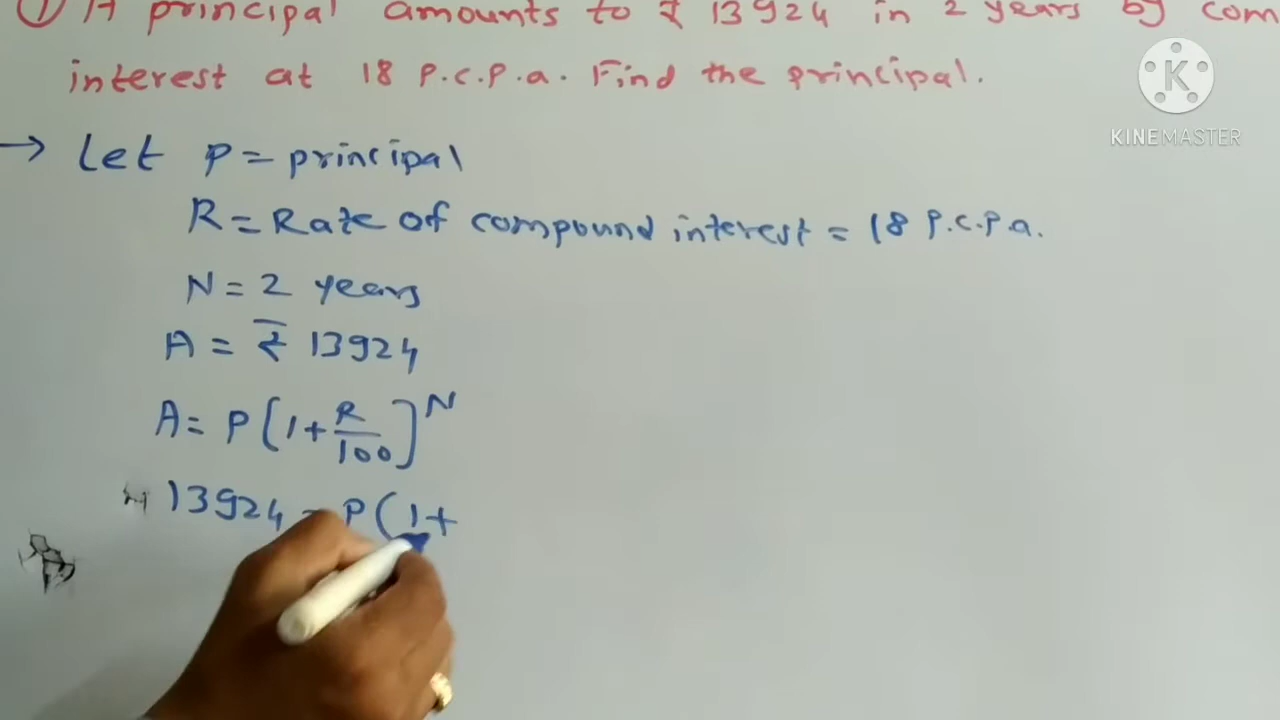 ① A principal amounts to ₹ 13924 in 2 years by com
interest at 18 p.c.p.a. Find the principal.
K
KINEMASTER
→ Let P = principal
R = Rate of compound interest = 18 P.c.p.a.
N = 2 years
A = ₹ 13924
A = P [1 + R/100]^N
13924 = P (1 +